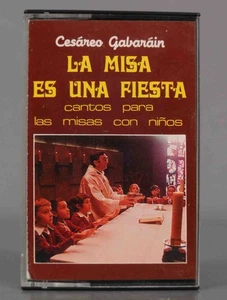 Cesáreo Gabaráin
LA MISA
ES UNA FIESTA
cantos para
las misas con niños